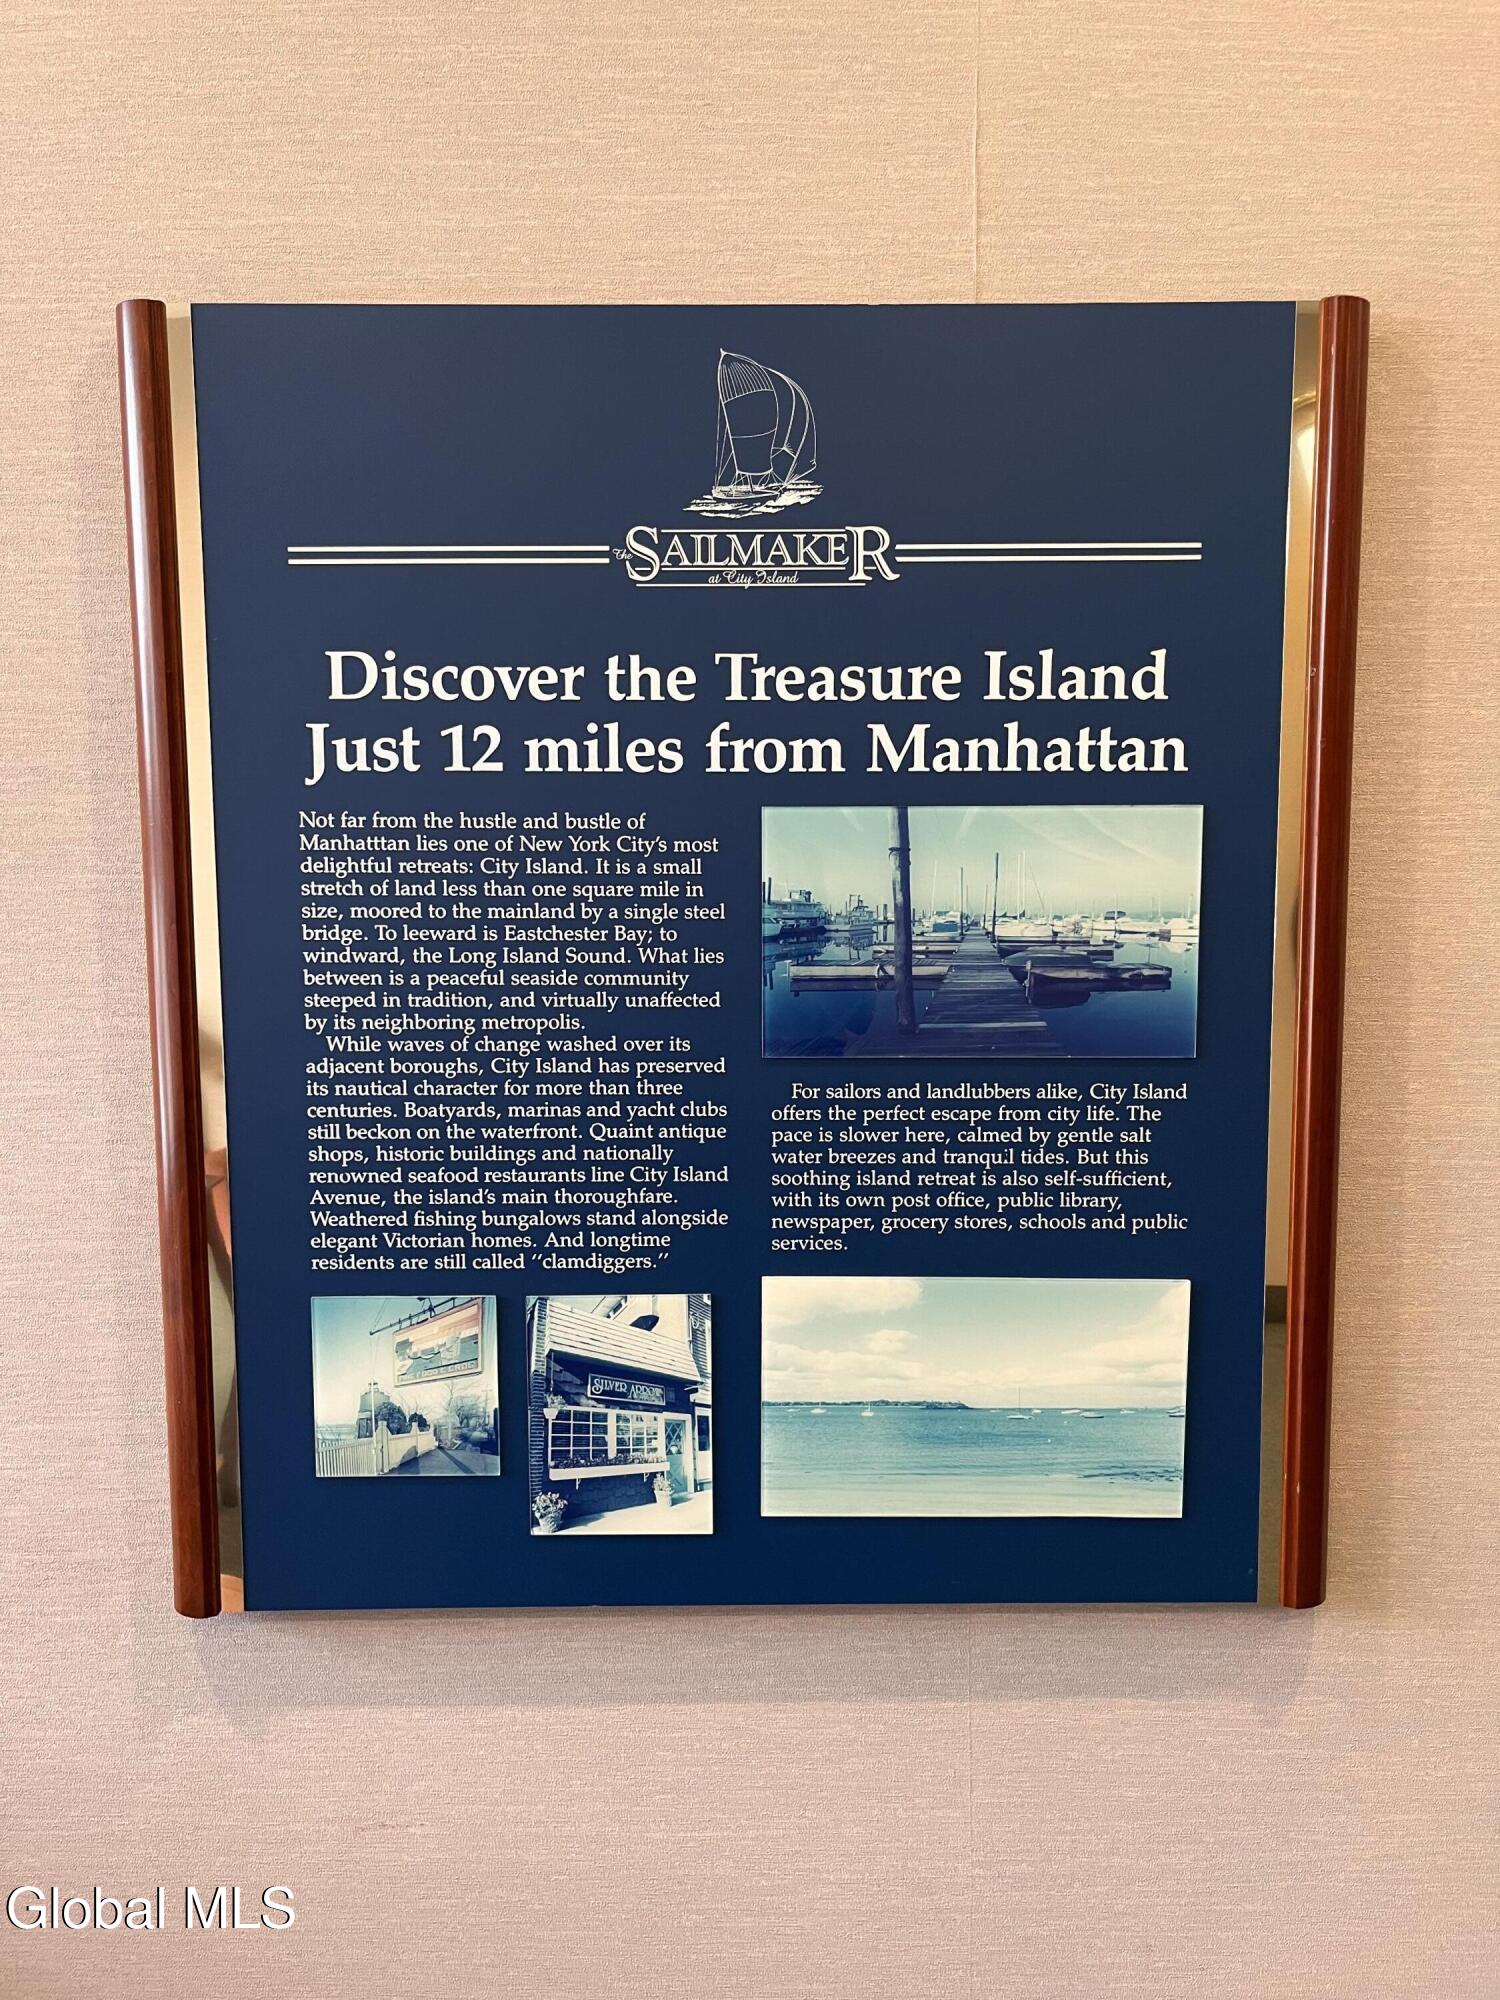 The SAILMAKER
at City Island
Discover the Treasure Island
Just 12 miles from Manhattan
Not far from the hustle and bustle of
Manhatttan lies one of New York City's most
delightful retreats: City Island. It is a small
stretch of land less than one square mile in
size, moored to the mainland by a single steel
bridge. To leeward is Eastchester Bay; to
windward, the Long Island Sound. What lies
between is a peaceful seaside community
steeped in tradition, and virtually unaffected
by its neighboring metropolis.
While waves of change washed over its
adjacent boroughs, City Island has preserved
its nautical character for more than three
centuries. Boatyards, marinas and yacht clubs
still beckon on the waterfront. Quaint antique
shops, historic buildings and nationally
renowned seafood restaurants line City Island
Avenue, the island's main thoroughfare.
Weathered fishing bungalows stand alongside
elegant Victorian homes. And longtime
residents are still called "clamdiggers."
For sailors and landlubbers alike, City Island
offers the perfect escape from city life. The
pace is slower here, calmed by gentle salt
water breezes and tranquil tides. But this
soothing island retreat is also self-sufficient,
with its own post office, public library,
newspaper, grocery stores, schools and public
services.
SILVER ARROW
Global MLS